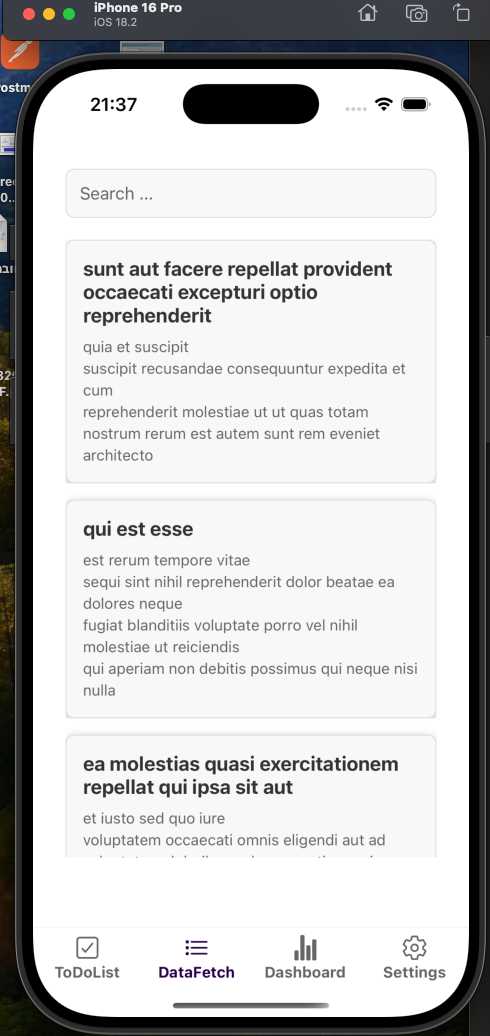 iPhone 16 Pro
iOS 18.2
21:37
Search ...
sunt aut facere repellat provident
occaecati excepturi optio
reprehenderit
quia et suscipit
suscipit recusandae consequuntur expedita et
cum
reprehenderit molestiae ut ut quas totam
nostrum rerum est autem sunt rem eveniet
architecto
qui est esse
est rerum tempore vitae
sequi sint nihil reprehenderit dolor beatae ea
dolores neque
fugiat blanditiis voluptate porro vel nihil
molestiae ut reiciendis
qui aperiam non debitis possimus qui neque nisi
nulla
ea molestias quasi exercitationem
repellat qui ipsa sit aut
et iusto sed quo iure
voluptatem occaecati omnis eligendi aut ad
ToDoList
DataFetch
Dashboard
Settings